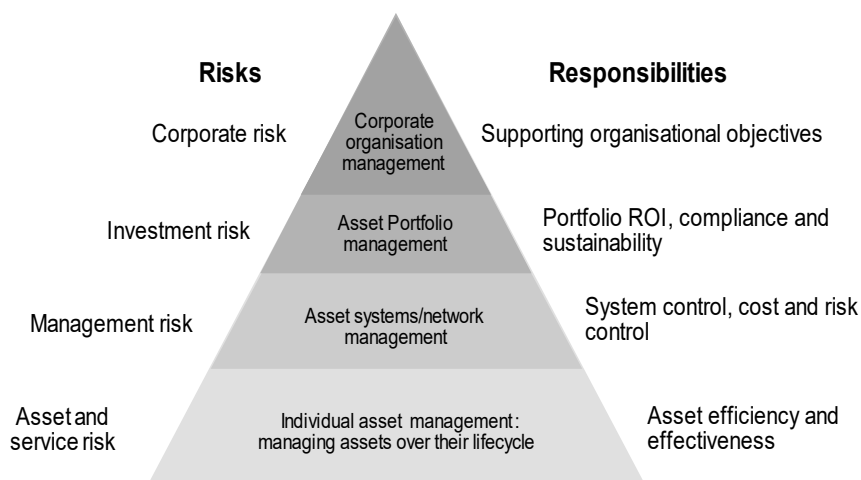 Risks
Responsibilities
Corporate risk
Corporate
organisation
management
Supporting organisational objectives
Investment risk
Asset Portfolio
management
Portfolio ROI, compliance and
sustainability
Management risk
Asset systems/network
management
System control, cost and risk
control
Asset and
service risk
Individual asset management:
managing assets over their lifecycle
Asset efficiency and
effectiveness